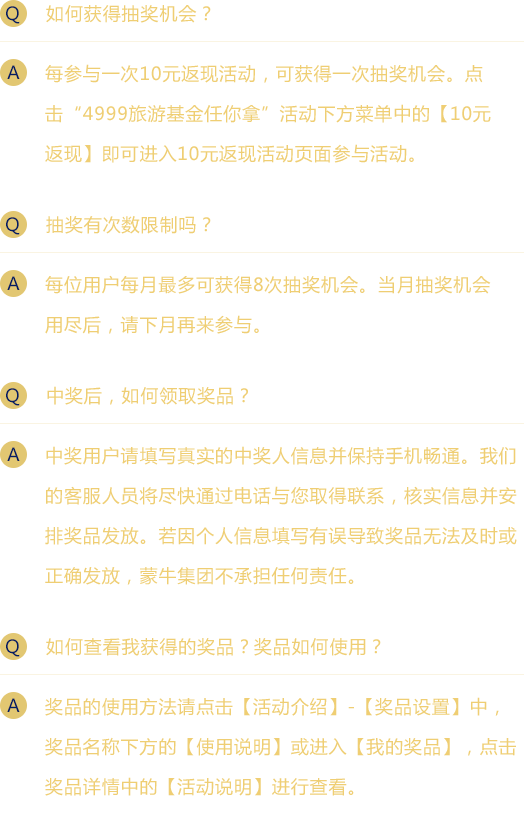 Q 如何获得抽奖机会？
A 每参与一次10元返现活动，可获得一次抽奖机会。点
击“4999旅游基金任你拿”活动下方菜单中的【10元
返现】即可进入10元返现活动页面参与活动。
Q 抽奖有次数限制吗？
A 每位用户每月最多可获得8次抽奖机会。当月抽奖机会
用尽后，请下月再来参与。
Q 中奖后，如何领取奖品？
A 中奖用户请填写真实的中奖人信息并保持手机畅通。我们
的客服人员将尽快通过电话与您取得联系，核实信息并安
排奖品发放。若因个人信息填写有误导致奖品无法及时或
正确发放，蒙牛集团不承担任何责任。
Q 如何查看我获得的奖品？奖品如何使用？
A 奖品的使用方法请点击【活动介绍】-【奖品设置】中，
奖品名称下方的【使用说明】或进入【我的奖品】，点击
奖品详情中的【活动说明】进行查看。